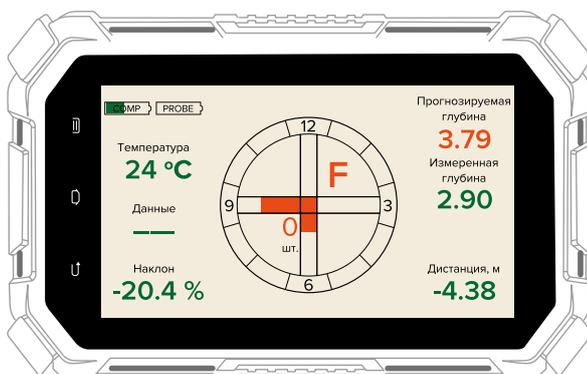 COMP PROBE
Температура
24 °C
Данные
——
Наклон
-20.4 %
12
F
9
3
0
шт.
6
Прогнозируемая
глубина
3.79
Измеренная
глубина
2.90
Дистанция, м
-4.38